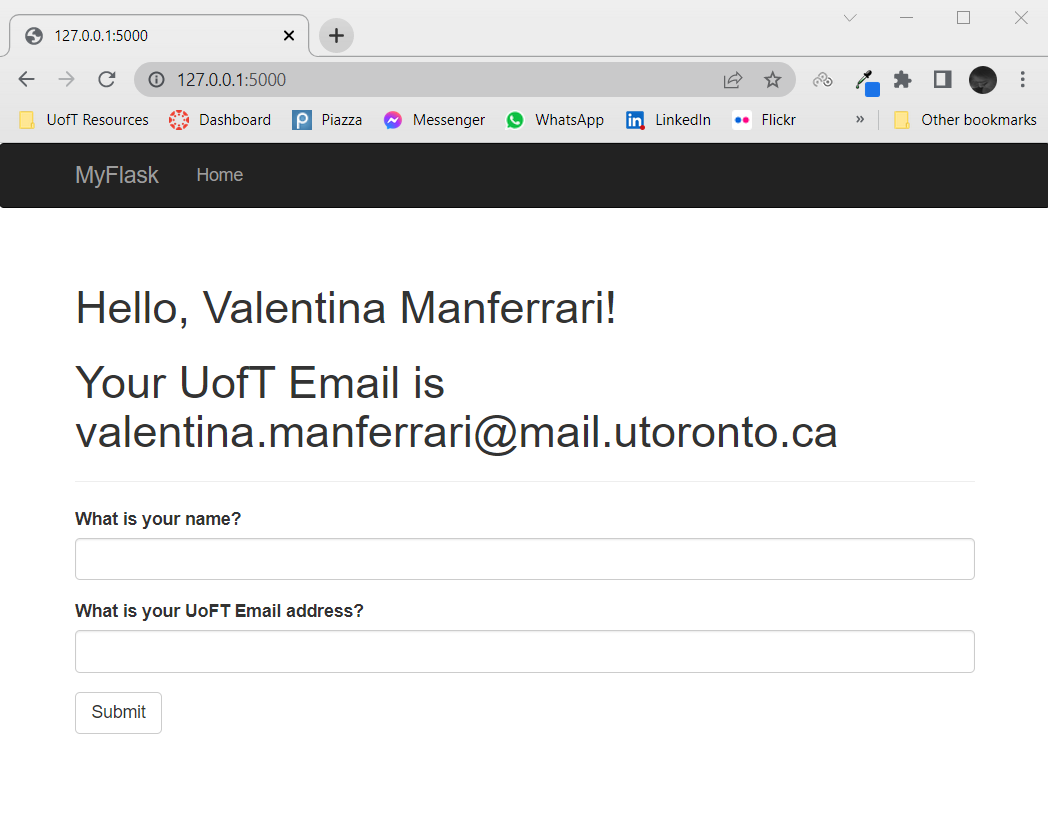 127.0.0.1:5000
127.0.0.1:5000
UofT Resources Dashboard Piazza Messenger WhatsApp LinkedIn Flickr » Other bookmarks
MyFlask Home
Hello, Valentina Manferrari!
Your UofT Email is
valentina.manferrari@mail.utoronto.ca
What is your name?
What is your UoFT Email address?
Submit